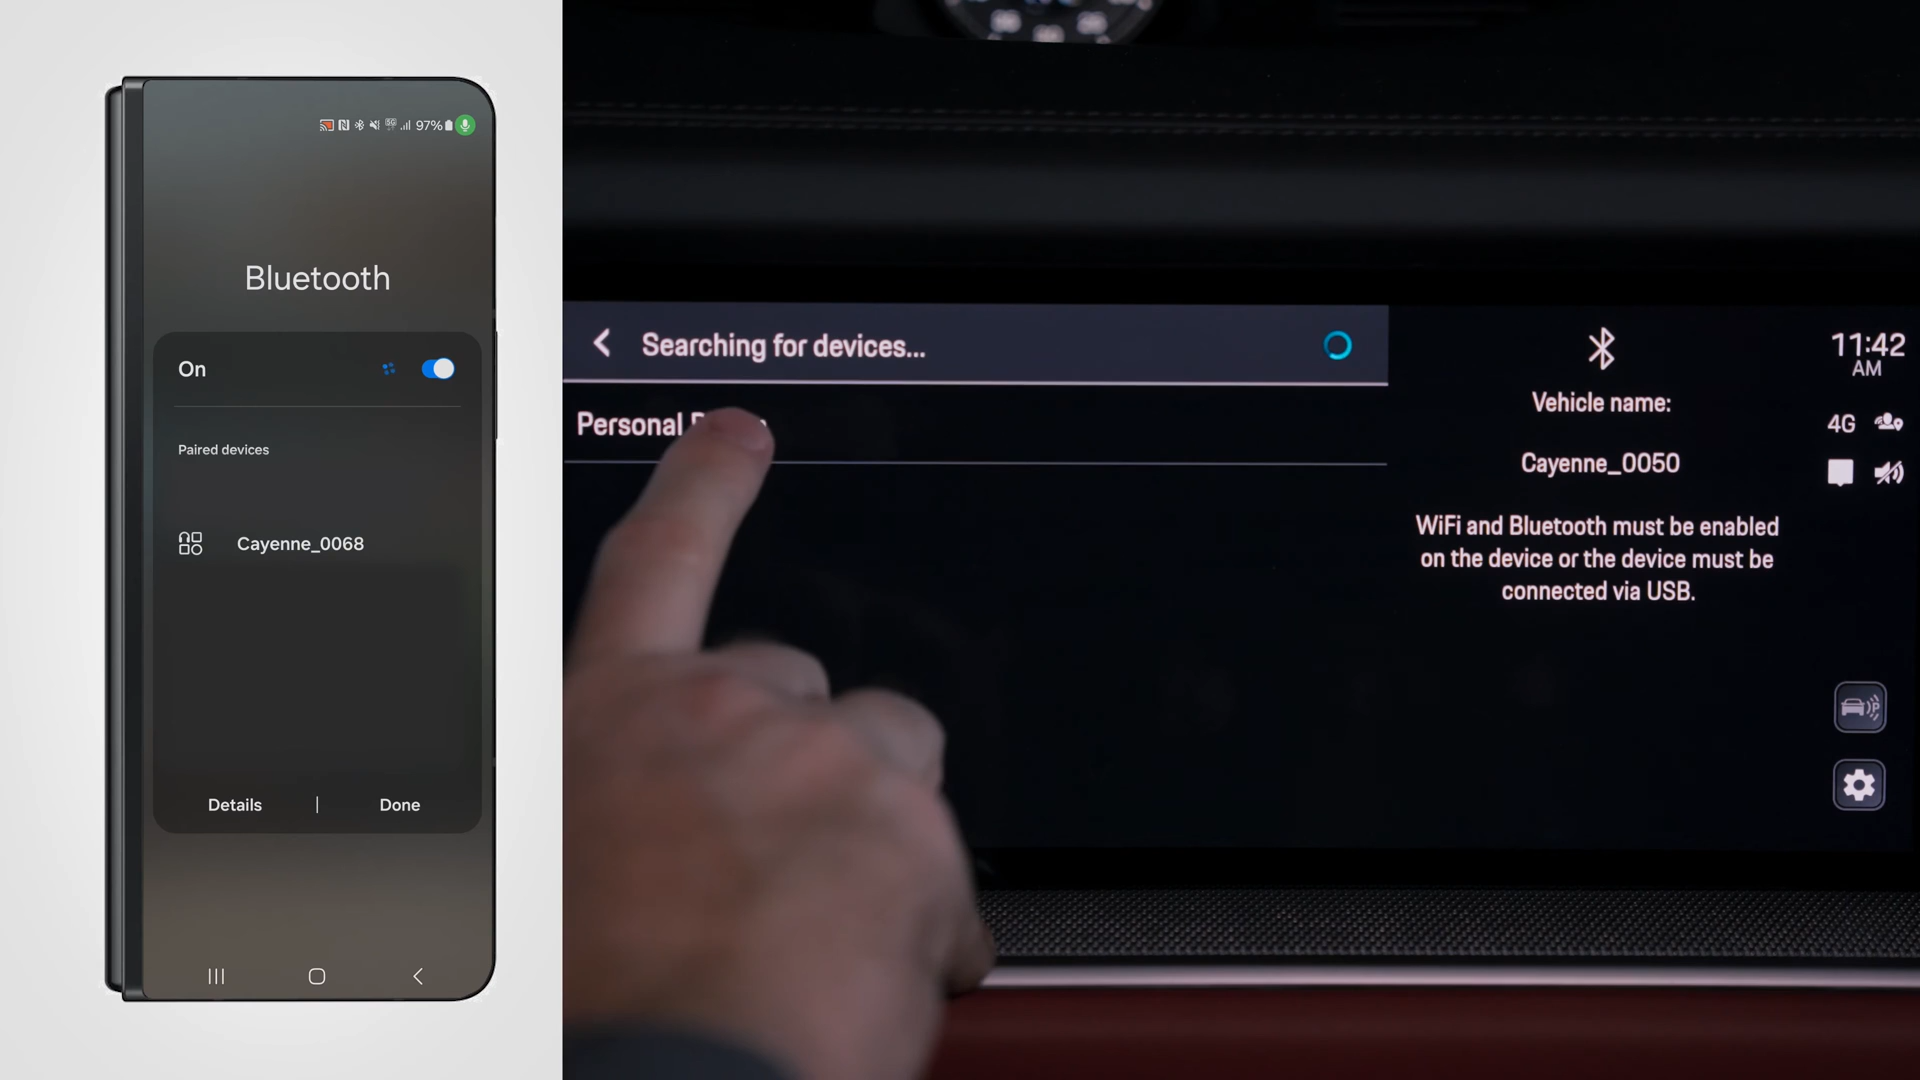 97%
Bluetooth
On
Paired devices
Cayenne_0068
Details | Done
Searching for devices...
Personal
11:42
AM
Vehicle name:
4G
Cayenne_0050
WiFi and Bluetooth must be enabled
on the device or the device must be
connected via USB.